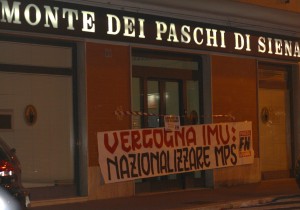 MONTE DEI PASCHI DI SIENA
VERGOGNA IMU:
NAZIONALIZZARE MPS
FN